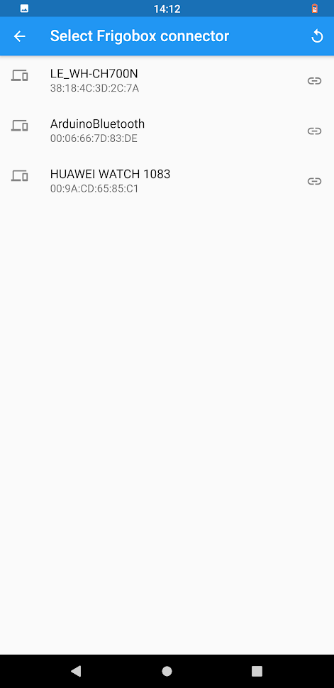 14:12
Select Frigobox connector
LE_WH-CH700N
38:18:4C:3D:2C:7A
ArduinoBluetooth
00:06:66:7D:83:DE
HUAWEI WATCH 1083
00:9A:CD:65:85:C1